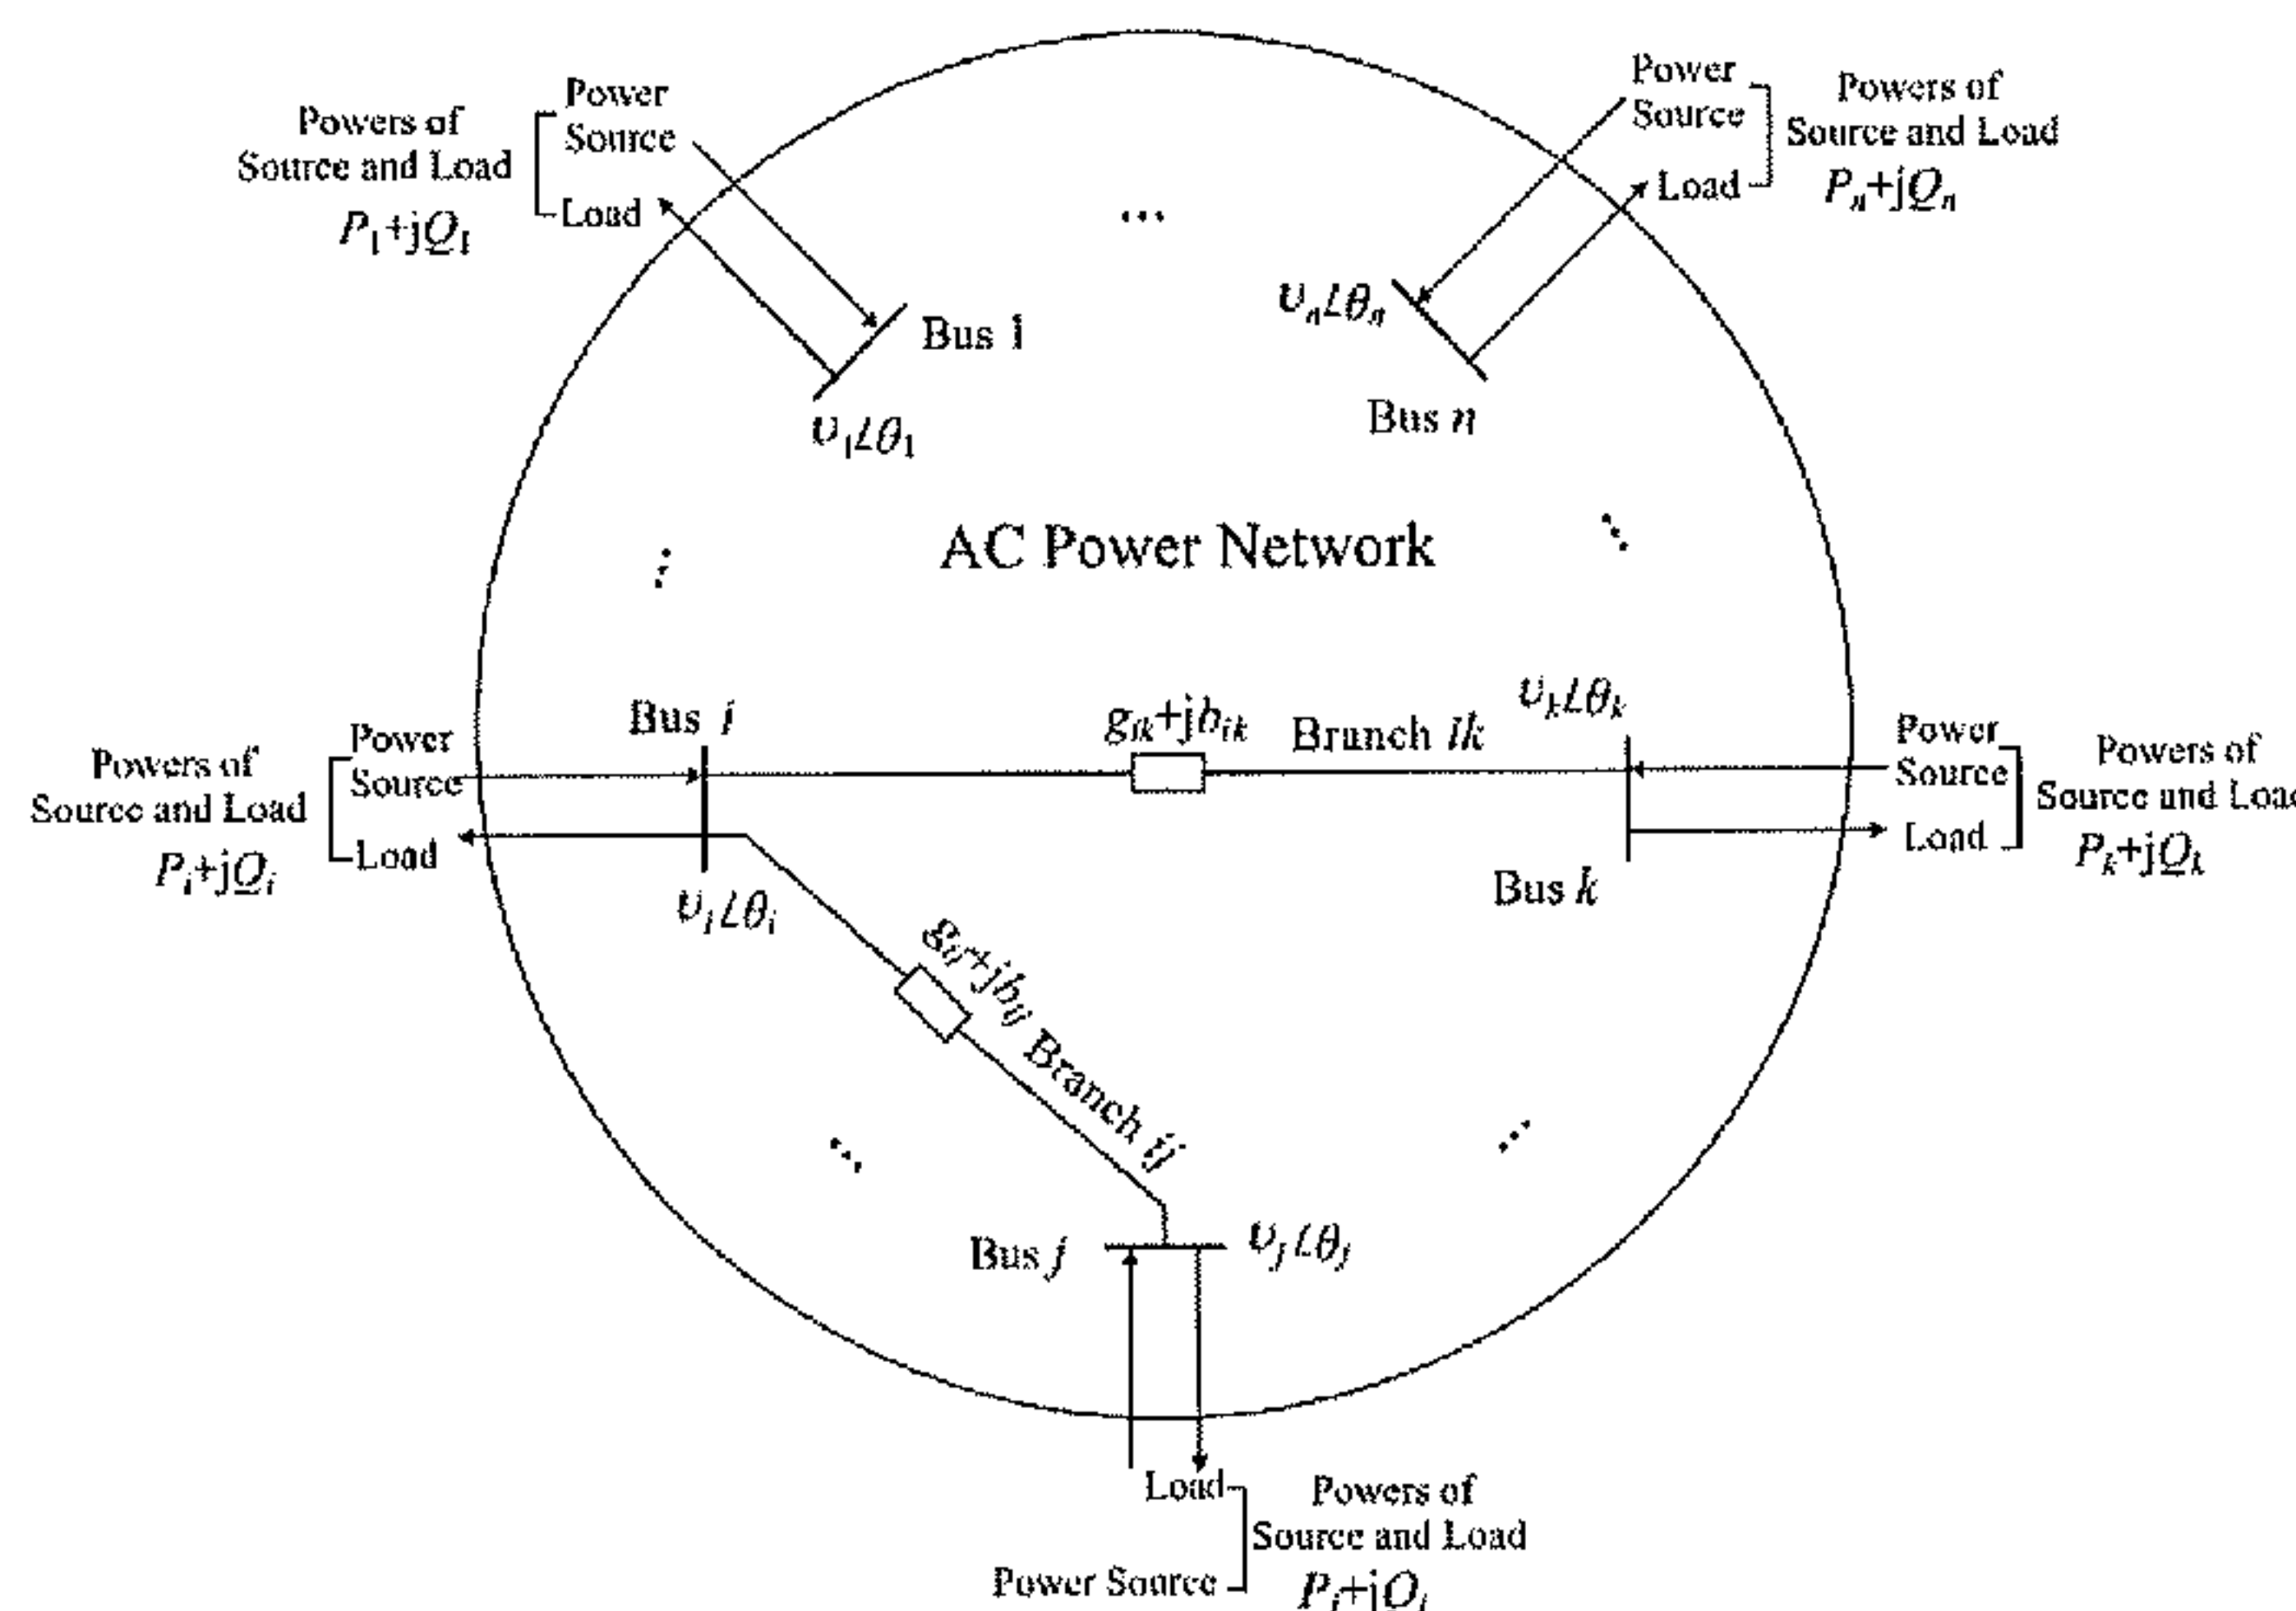 Powers of
Source and Load
P₁+jQ₁
Power
Source
Load
Bus 1
υ₁∠θ₁
...
Power
Source
Load
Powers of
Source and Load
Pₙ+jQₙ
υₙ∠θₙ
Bus n
AC Power Network
Powers of
Source and Load
Pᵢ+jQᵢ
Power
Source
Load
Bus i
υᵢ∠θᵢ
gᵢₖ+jbᵢₖ
Branch ik
υₖ∠θₖ
Bus k
Power
Source
Load
Powers of
Source and Load
Pₖ+jQₖ
gᵢⱼ+jbᵢⱼ Branch ij
Bus j
υⱼ∠θⱼ
Load
Power Source
Powers of
Source and Load
Pⱼ+jQⱼ